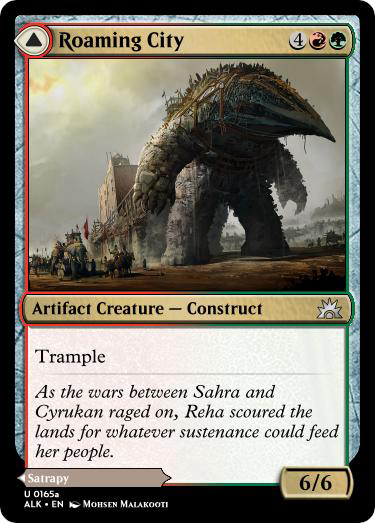 Roaming City 4
Artifact Creature — Construct
Trample
As the wars between Sahra and
Cyrukan raged on, Reha scoured the
lands for whatever sustenance could feed
her people.
Satrapy
6/6
U 0165a
ALK • EN Mohsen Malakooti